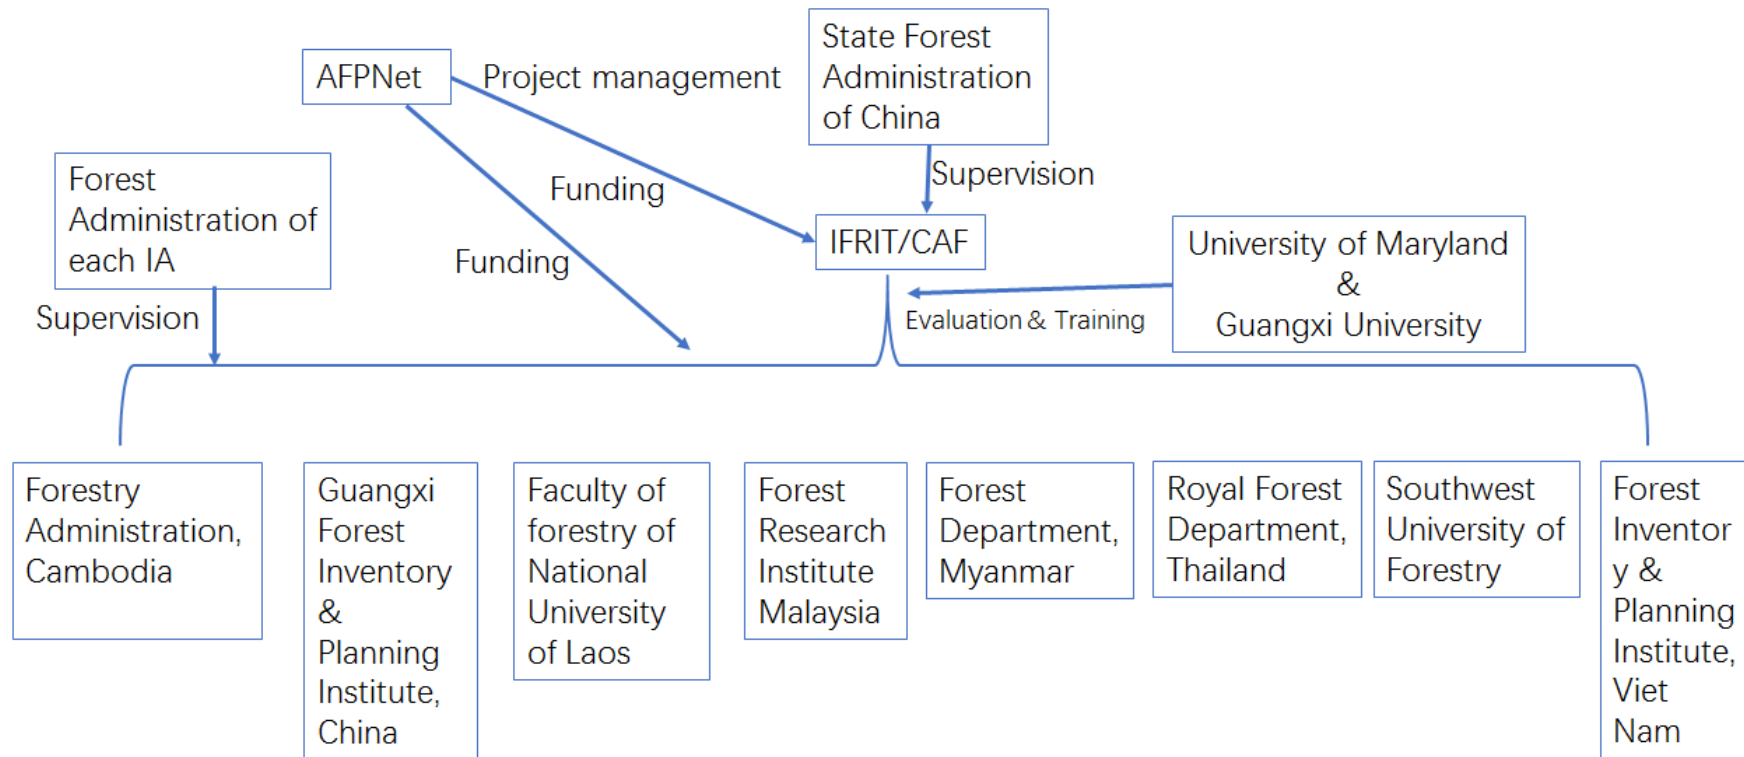 AFPNet
Project management
State Forest
Administration
of China
Forest
Administration of
each IA
Funding
Supervision
Funding
IFRIT/CAF
University of Maryland
&
Guangxi University
Supervision
Evaluation & Training
Forestry
Administration,
Cambodia
Guangxi
Forest
Inventory
&
Planning
Institute,
China
Faculty of
forestry of
National
University
of Laos
Forest
Research
Institute
Malaysia
Forest
Department,
Myanmar
Royal Forest
Department,
Thailand
Southwest
University of
Forestry
Forest
Inventor
y &
Planning
Institute,
Viet
Nam